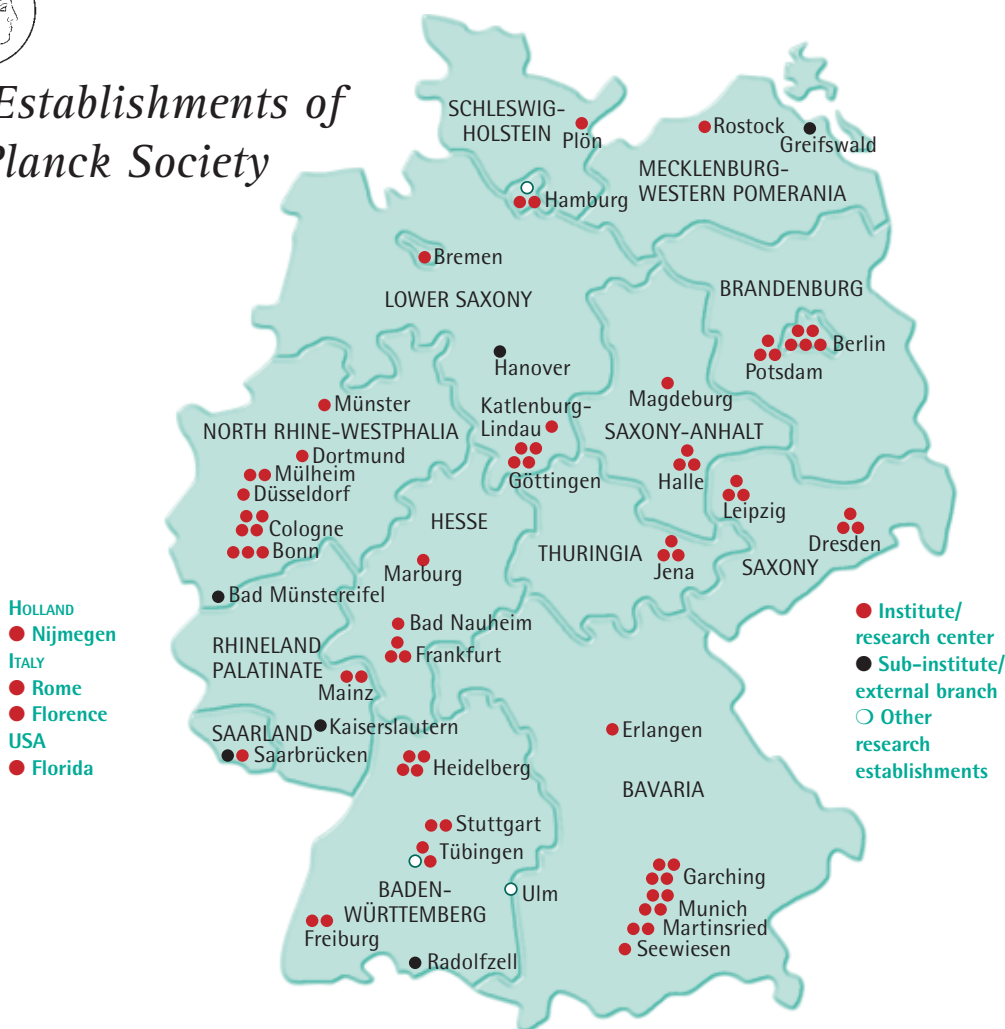 Establishments of
Planck Society
SCHLESWIG-
HOLSTEIN
Plön
Rostock
Greifswald
MECKLENBURG-
WESTERN POMERANIA
Hamburg
Bremen
LOWER SAXONY
BRANDENBURG
Berlin
Potsdam
Hanover
Magdeburg
Münster
Katlenburg-
Lindau
NORTH RHINE-WESTPHALIA
SAXONY-ANHALT
Dortmund
Mülheim
Göttingen
Halle
Düsseldorf
Leipzig
HESSE
Cologne
Dresden
Bonn
THURINGIA
Jena
SAXONY
Marburg
Bad Münstereifel
HOLLAND
Nijmegen
ITALY
Rome
Florence
USA
Florida
Bad Nauheim
RHINELAND
PALATINATE
Frankfurt
Mainz
Institute/
research center
Sub-institute/
external branch
Other
research
establishments
SAARLAND
Kaiserslautern
Saarbrücken
Erlangen
Heidelberg
BAVARIA
Stuttgart
Tübingen
Garching
BADEN-
WÜRTTEMBERG
Ulm
Munich
Martinsried
Freiburg
Seewiesen
Radolfzell